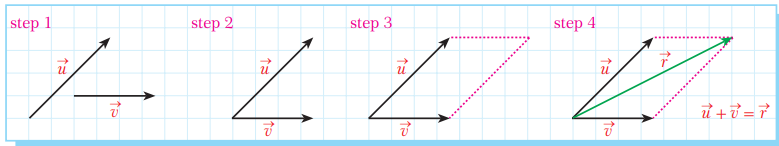 step 1
step 2
step 3
step 4
u⃗
v⃗
u⃗
v⃗
u⃗
v⃗
u⃗
r⃗
v⃗
u⃗ + v⃗ = r⃗